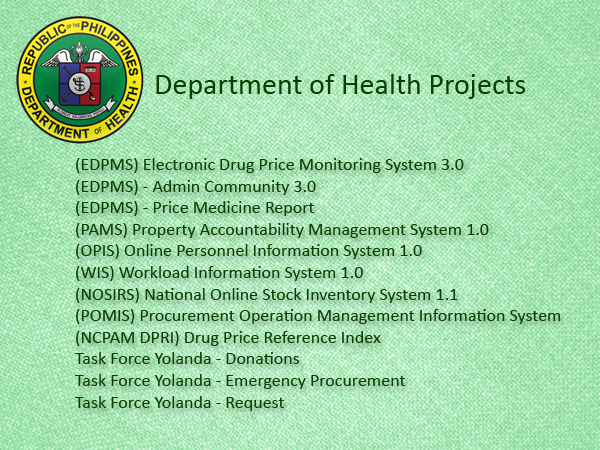 REPUBLIC OF THE PHILIPPINES
DEPARTMENT OF HEALTH
Department of Health Projects
(EDPMS) Electronic Drug Price Monitoring System 3.0
(EDPMS) - Admin Community 3.0
(EDPMS) - Price Medicine Report
(PAMS) Property Accountability Management System 1.0
(OPIS) Online Personnel Information System 1.0
(WIS) Workload Information System 1.0
(NOSIRS) National Online Stock Inventory System 1.1
(POMIS) Procurement Operation Management Information System
(NCPAM DPRI) Drug Price Reference Index
Task Force Yolanda - Donations
Task Force Yolanda - Emergency Procurement
Task Force Yolanda - Request